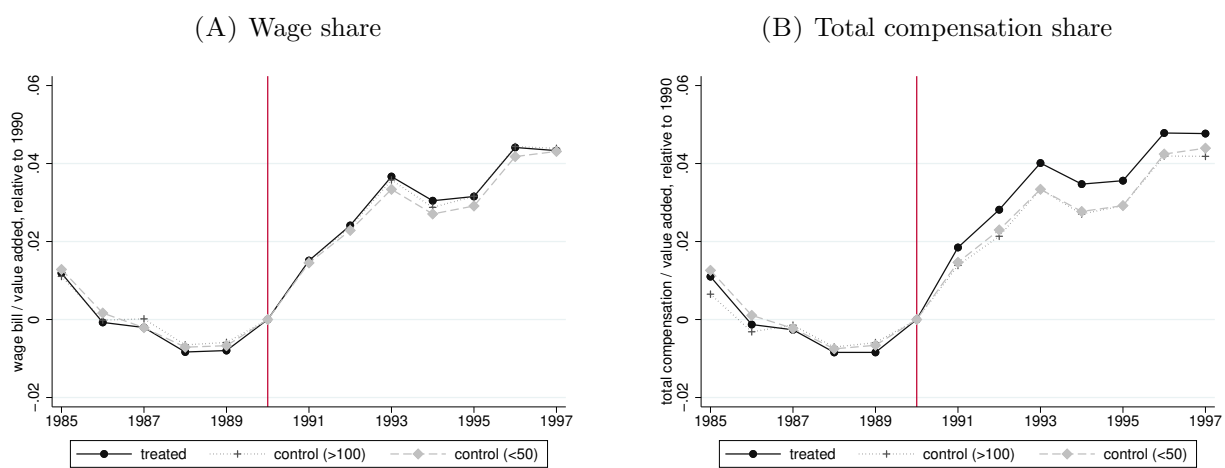 (A) Wage share
wage bill / value added, relative to 1990
.06
.04
.02
0
-.02
1985
1987
1989
1991
1993
1995
1997
treated
control (>100)
control (<50)
(B) Total compensation share
total compensation / value added, relative to 1990
.06
.04
.02
0
-.02
1985
1987
1989
1991
1993
1995
1997
treated
control (>100)
control (<50)